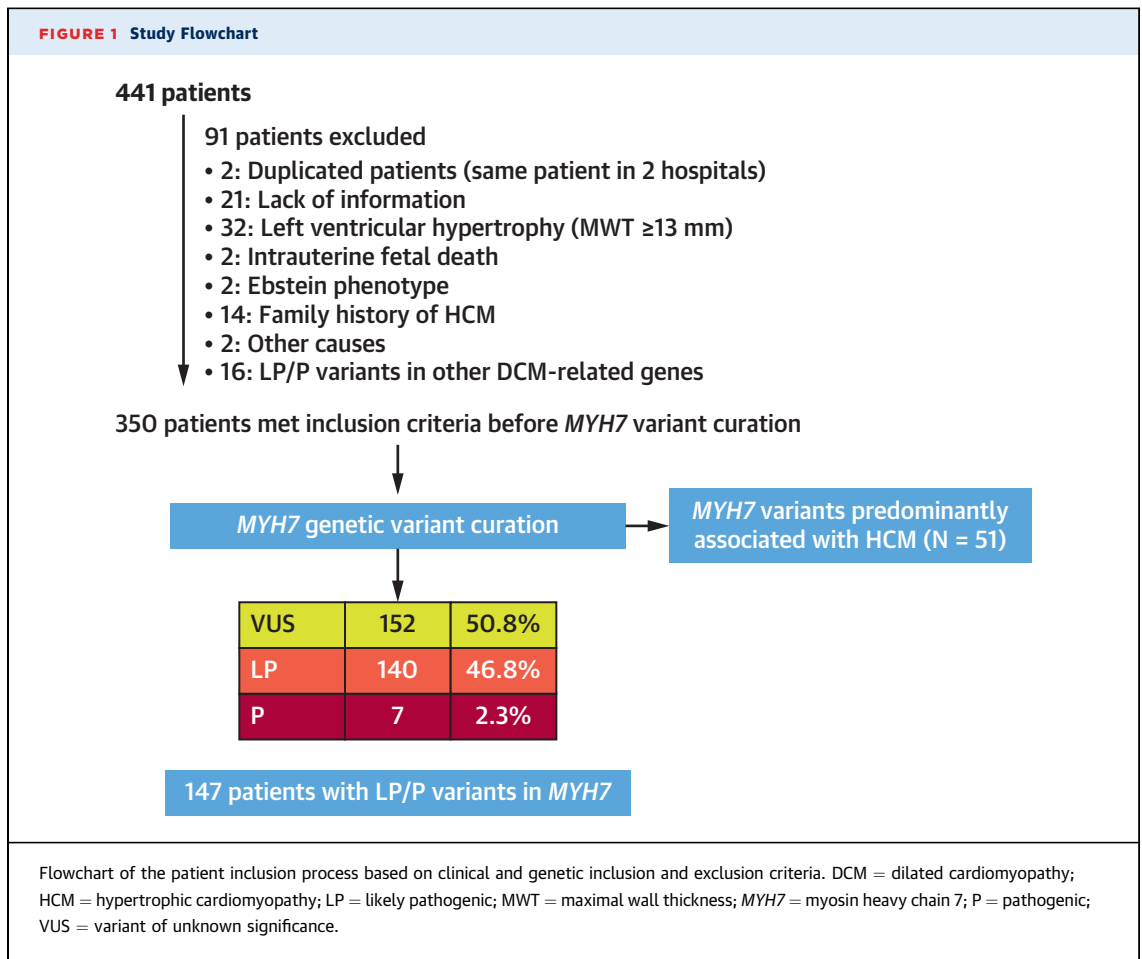 FIGURE 1 Study Flowchart
441 patients
91 patients excluded
• 2: Duplicated patients (same patient in 2 hospitals)
• 21: Lack of information
• 32: Left ventricular hypertrophy (MWT ≥13 mm)
• 2: Intrauterine fetal death
• 2: Ebstein phenotype
• 14: Family history of HCM
• 2: Other causes
• 16: LP/P variants in other DCM-related genes
350 patients met inclusion criteria before MYH7 variant curation
MYH7 genetic variant curation
MYH7 variants predominantly
associated with HCM (N = 51)
VUS 152 50.8%
LP 140 46.8%
P 7 2.3%
147 patients with LP/P variants in MYH7
Flowchart of the patient inclusion process based on clinical and genetic inclusion and exclusion criteria. DCM = dilated cardiomyopathy;
HCM = hypertrophic cardiomyopathy; LP = likely pathogenic; MWT = maximal wall thickness; MYH7 = myosin heavy chain 7; P = pathogenic;
VUS = variant of unknown significance.